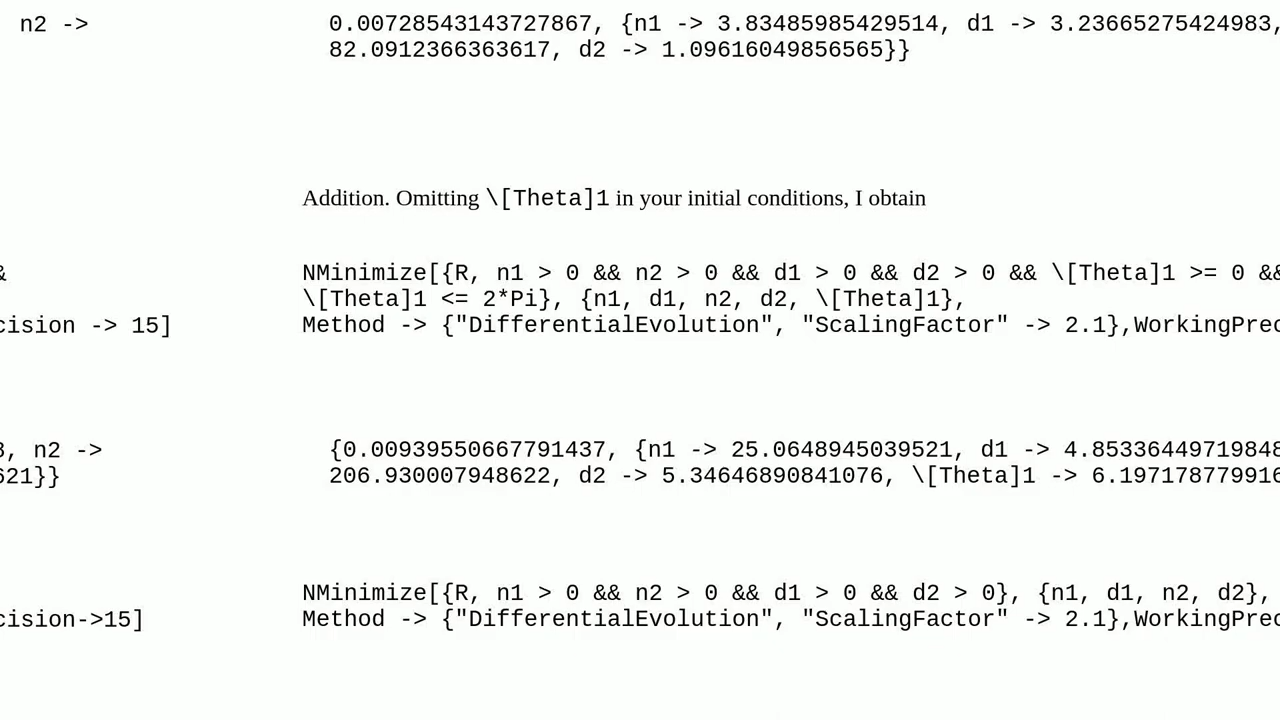 n2 -> 0.00728543143727867, {n1 -> 3.83485985429514, d1 -> 3.23665275424983,
82.0912366363617, d2 -> 1.09616049856565}}
Addition. Omitting \[Theta]1 in your initial conditions, I obtain
& NMinimize[{R, n1 > 0 && n2 > 0 && d1 > 0 && d2 > 0 && \[Theta]1 >= 0 &&
\[Theta]1 <= 2*Pi}, {n1, d1, n2, d2, \[Theta]1},
cision -> 15] Method -> {"DifferentialEvolution", "ScalingFactor" -> 2.1},WorkingPrec
, n2 -> {0.00939550667791437, {n1 -> 25.0648945039521, d1 -> 4.8533644971984
621}} 206.930007948622, d2 -> 5.34646890841076, \[Theta]1 -> 6.19717877991
NMinimize[{R, n1 > 0 && n2 > 0 && d1 > 0 && d2 > 0}, {n1, d1, n2, d2},
cision->15] Method -> {"DifferentialEvolution", "ScalingFactor" -> 2.1},WorkingPrec